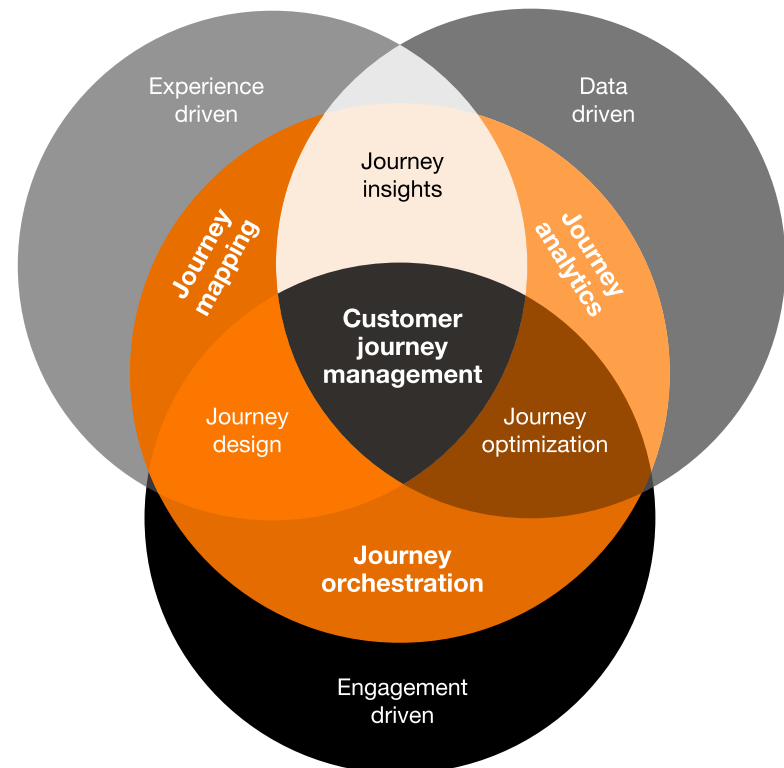 Experience
driven
Data
driven
Journey
insights
Journey
mapping
Journey
analytics
Customer
journey
management
Journey
design
Journey
optimization
Journey
orchestration
Engagement
driven